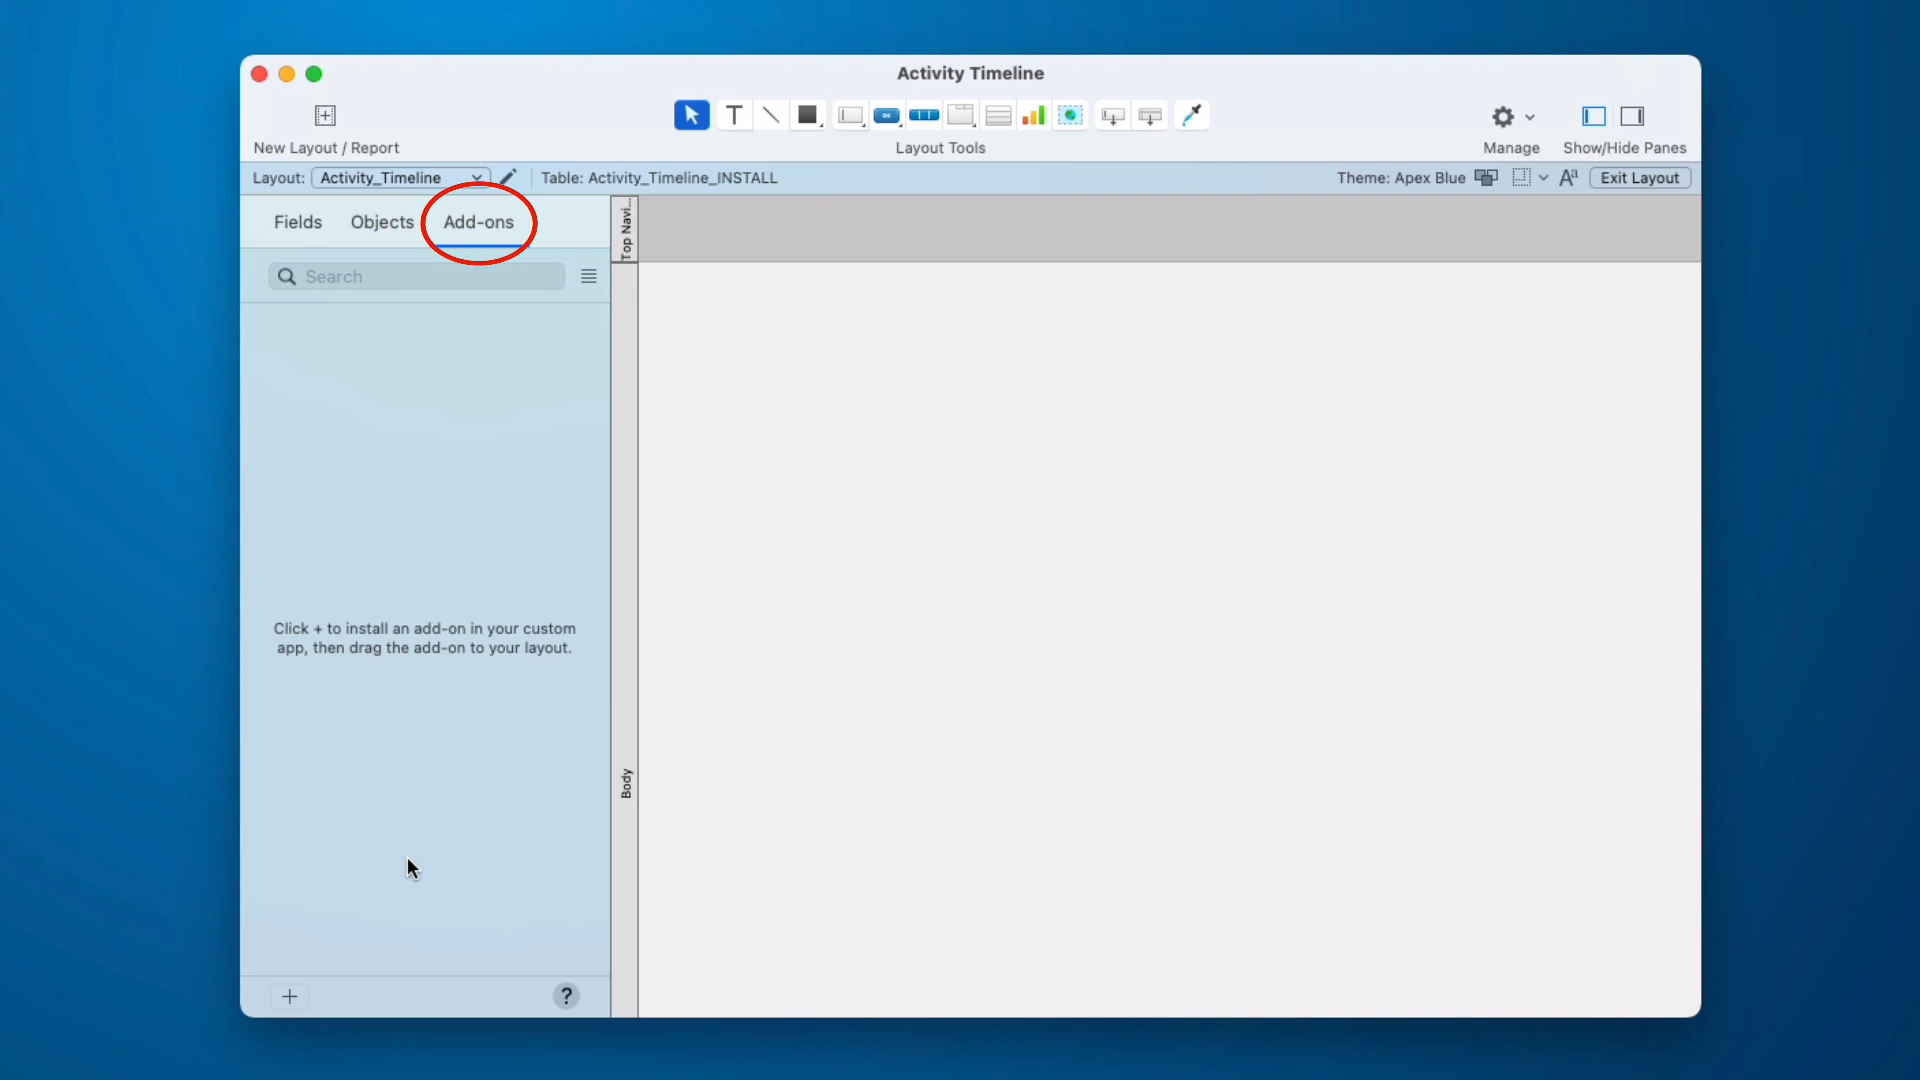 Activity Timeline
New Layout / Report
Layout Tools
Manage
Show/Hide Panes
Layout: Activity_Timeline
Table: Activity_Timeline_INSTALL
Theme: Apex Blue
Aa
Exit Layout
Fields
Objects
Add-ons
Top Navi...
Search
Click + to install an add-on in your custom
app, then drag the add-on to your layout.
Body
+
?